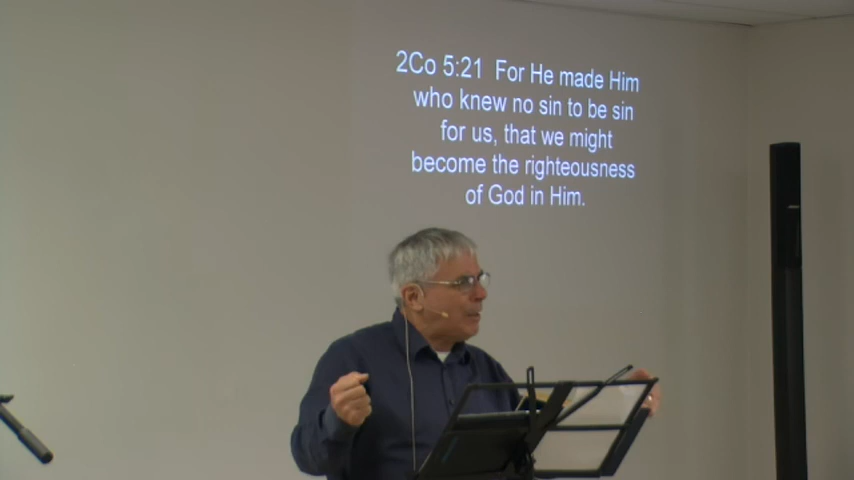 2Co 5:21 For He made Him
who knew no sin to be sin
for us, that we might
become the righteousness
of God in Him.